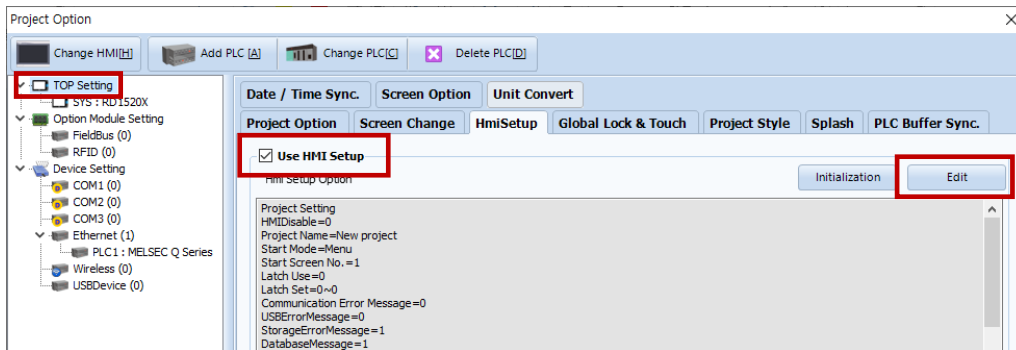 Project Option
Change HMI[H]
Add PLC [A]
Change PLC[C]
Delete PLC[D]
TOP Setting
SYS : RD1520X
Option Module Setting
FieldBus (0)
RFID (0)
Device Setting
COM1 (0)
COM2 (0)
COM3 (0)
Ethernet (1)
PLC1 : MELSEC Q Series
Wireless (0)
USBDevice (0)
Date / Time Sync.
Screen Option
Unit Convert
Project Option
Screen Change
HmiSetup
Global Lock & Touch
Project Style
Splash
PLC Buffer Sync.
Use HMI Setup
Hmi Setup Option
Initialization
Edit
Project Setting
HMIDisable=0
Project Name=New project
Start Mode=Menu
Start Screen No.=1
Latch Use=0
Latch Set=0~0
Communication Error Message=0
USBErrorMessage=0
StorageErrorMessage=1
DatabaseMessage=1